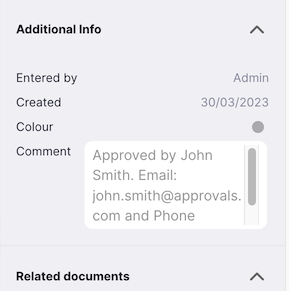 Additional Info
Entered by Admin
Created 30/03/2023
Colour
Comment
Approved by John
Smith. Email:
john.smith@approvals.
com and Phone
Related documents